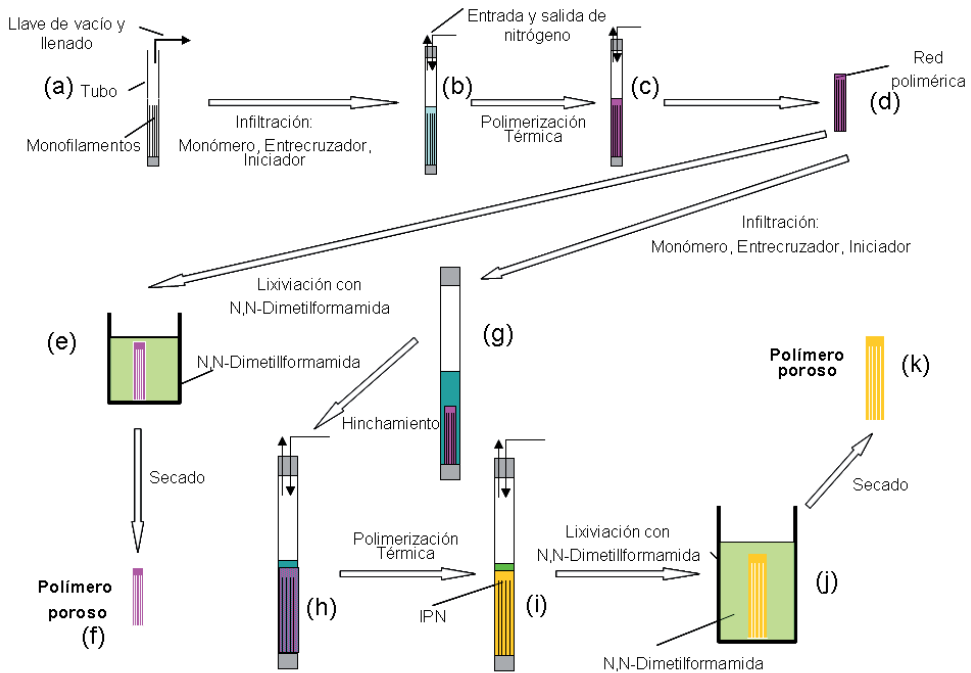 Llave de vacío y
llenado
Entrada y salida de
nitrógeno
Red
polimérica
(a)
Tubo
(b)
(c)
(d)
Monofilamentos
Infiltración:
Monómero, Entrecruzador,
Iniciador
Polimerización
Térmica
Infiltración:
Monómero, Entrecruzador, Iniciador
Lixiviación con
N,N-Dimetilformamida
(e)
N,N-Dimetillformamida
(g)
Polímero
poroso
(k)
Hinchamiento
Secado
Secado
Polimerización
Térmica
Lixiviación con
N,N-Dimetillformamida
Polímero
poroso
(f)
(h)
IPN
(i)
(j)
N,N-Dimetilformamida